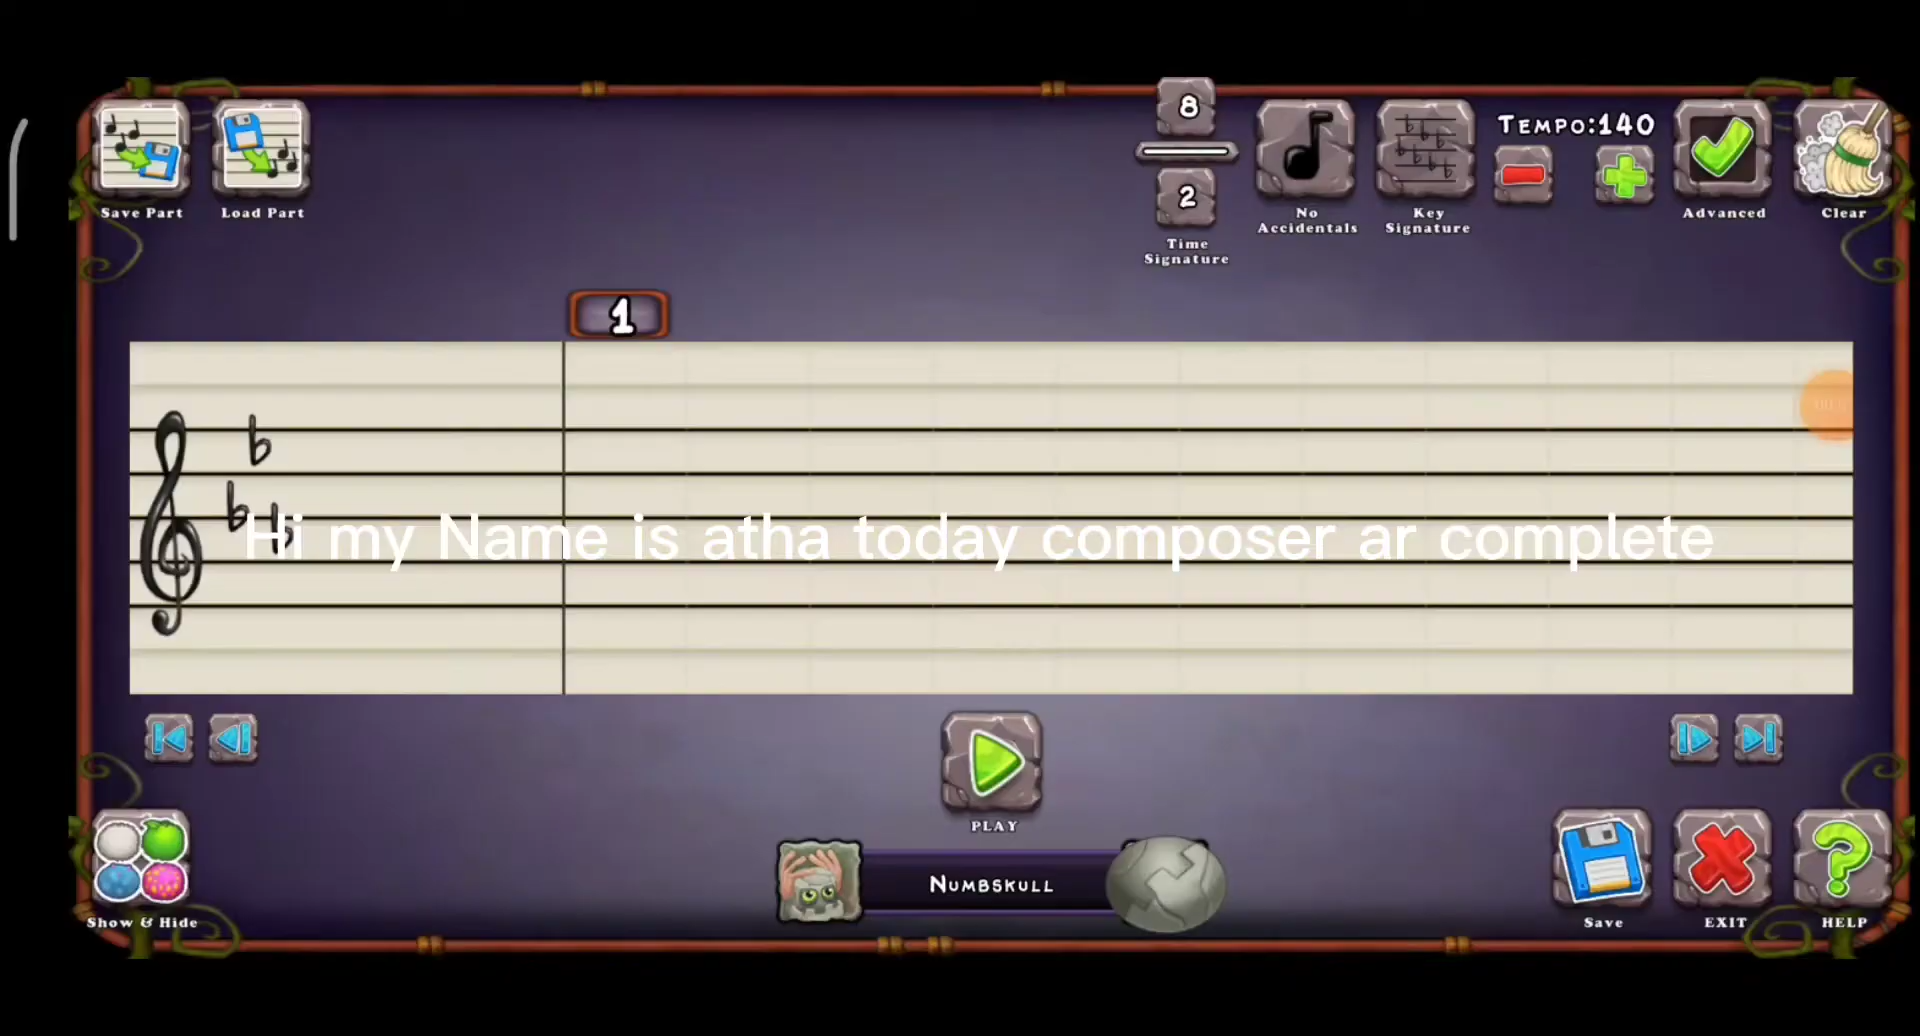 8
Tempo:140
2
Save Part
Load Part
No
Accidentals
Key
Signature
Advanced
Clear
Time
Signature
1
Hi my Name is atha today composer ar complete
PLAY
Numbskull
Show & Hide
Save
EXIT
HELP